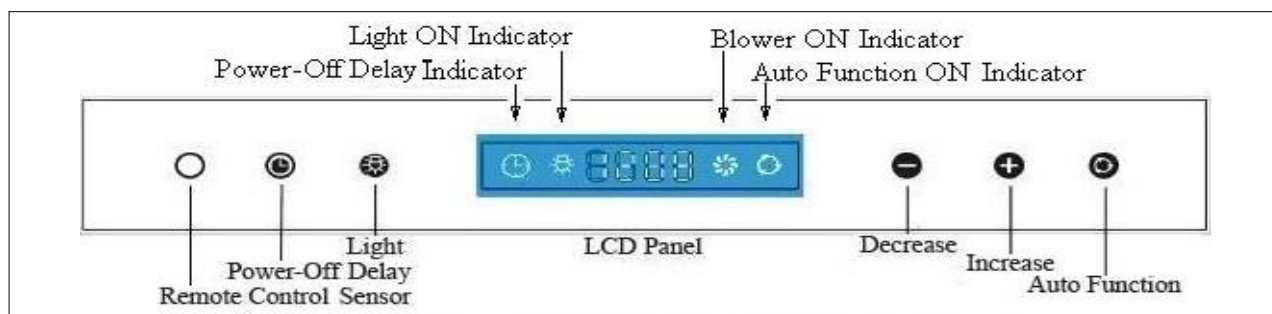 Light ON Indicator
Blower ON Indicator
Power-Off Delay Indicator
Auto Function ON Indicator
Light
LCD Panel
Decrease
Power-Off Delay
Increase
Remote Control Sensor
Auto Function